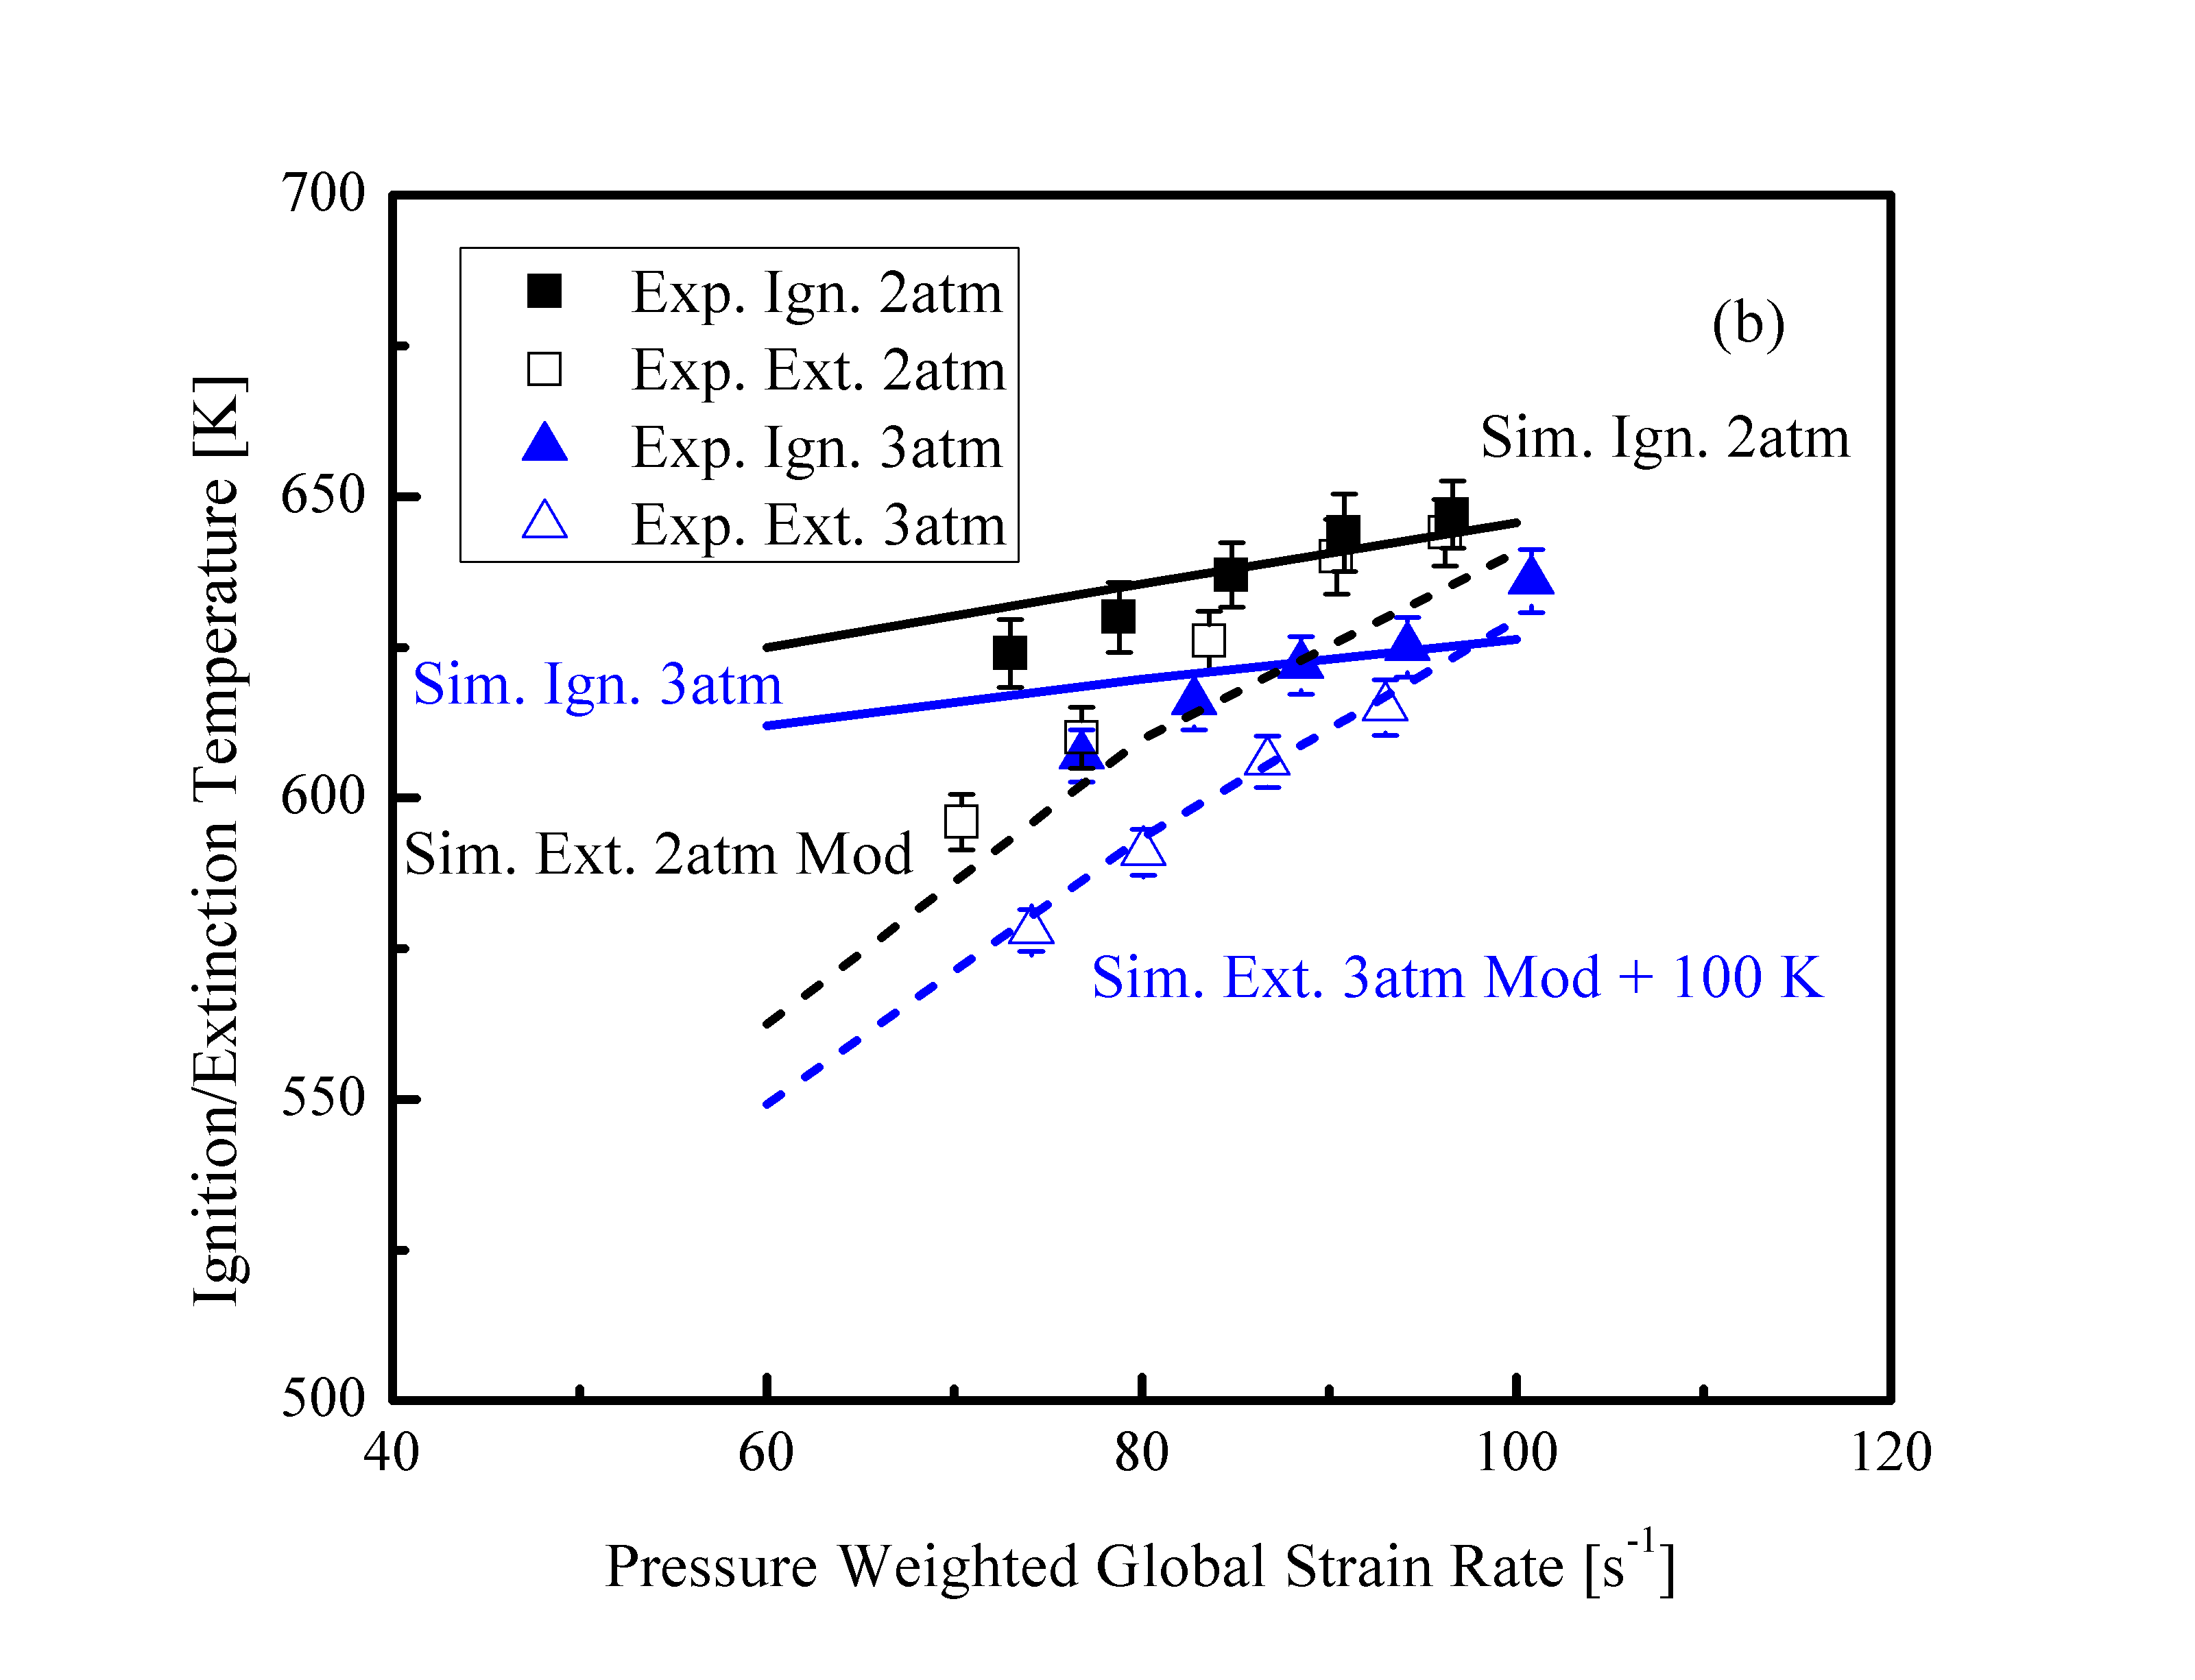 700
650
600
550
500
Ignition/Extinction Temperature [K]
Exp. Ign. 2atm
Exp. Ext. 2atm
Exp. Ign. 3atm
Exp. Ext. 3atm
(b)
Sim. Ign. 2atm
Sim. Ign. 3atm
Sim. Ext. 2atm Mod
Sim. Ext. 3atm Mod + 100 K
40 60 80 100 120
Pressure Weighted Global Strain Rate [s⁻¹]